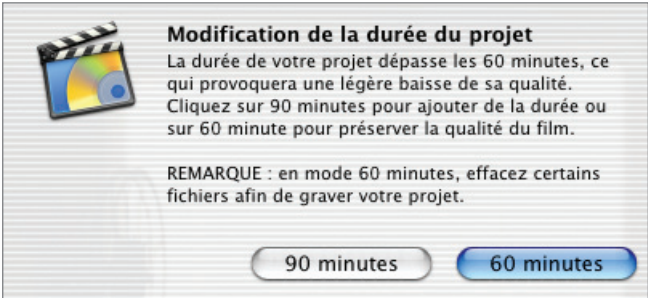 Modification de la durée du projet
La durée de votre projet dépasse les 60 minutes, ce
qui provoquera une légère baisse de sa qualité.
Cliquez sur 90 minutes pour ajouter de la durée ou
sur 60 minute pour préserver la qualité du film.
REMARQUE : en mode 60 minutes, effacez certains
fichiers afin de graver votre projet.
90 minutes
60 minutes